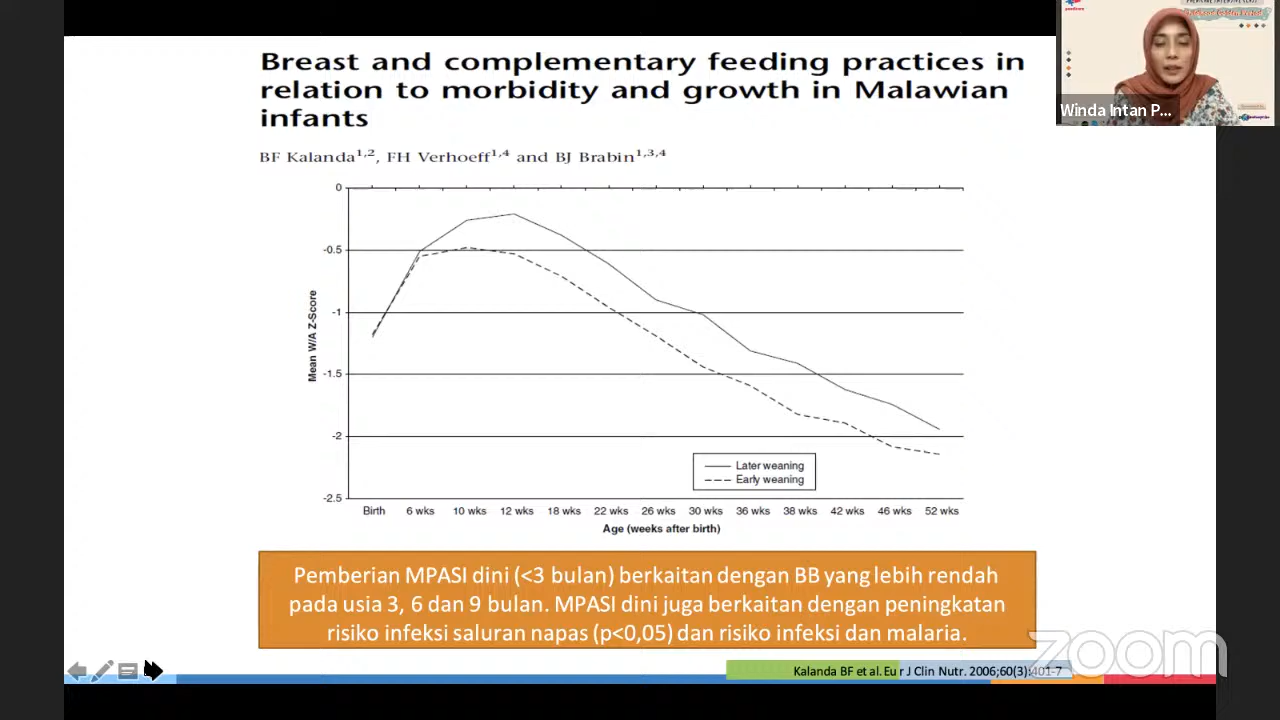 Breast and complementary feeding practices in
relation to morbidity and growth in Malawian
infants
BF Kalanda1,2, FH Verhoeff1,4 and BJ Brabin1,3,4
Winda Intan P...
0
-0.5
-1
-1.5
-2
-2.5
Mean W/A Z-Score
Later weaning
Early weaning
Birth 6 wks 10 wks 12 wks 18 wks 22 wks 26 wks 30 wks 36 wks 38 wks 42 wks 46 wks 52 wks
Age (weeks after birth)
Pemberian MPASI dini (<3 bulan) berkaitan dengan BB yang lebih rendah
pada usia 3, 6 dan 9 bulan. MPASI dini juga berkaitan dengan peningkatan
risiko infeksi saluran napas (p<0,05) dan risiko infeksi dan malaria.
zoom
Kalanda BF et al. Eu r J Clin Nutr. 2006;60(3):401-7